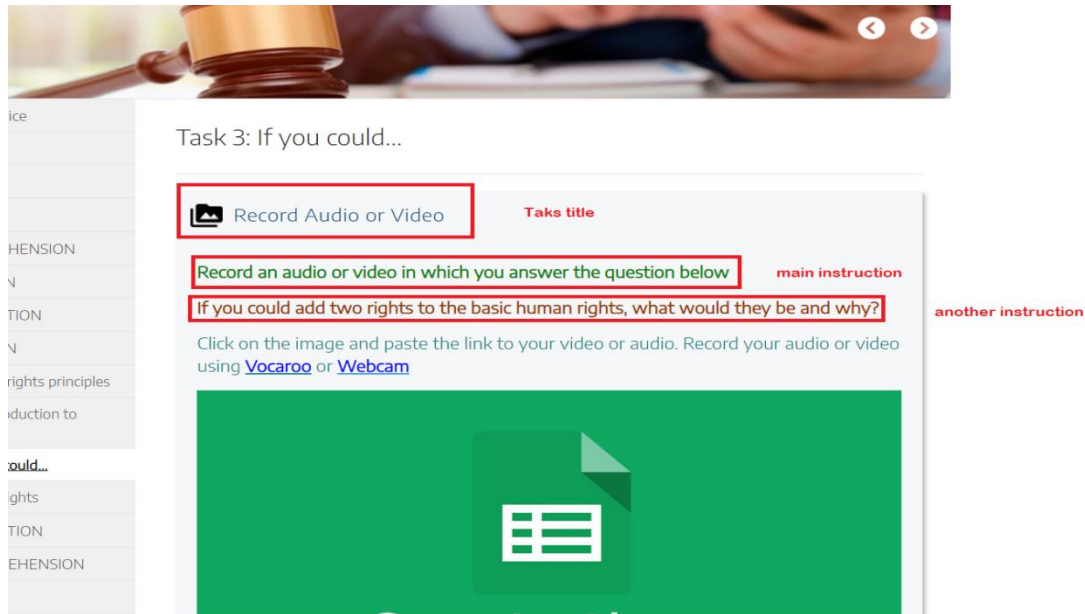 ice
Task 3: If you could...
Record Audio or Video
Taks title
HENSION
Record an audio or video in which you answer the question below
main instruction
N
TION
If you could add two rights to the basic human rights, what would they be and why?
another instruction
N
Click on the image and paste the link to your video or audio. Record your audio or video
using Vocaroo or Webcam
rights principles
duction to
could...
ghts
TION
EHENSION